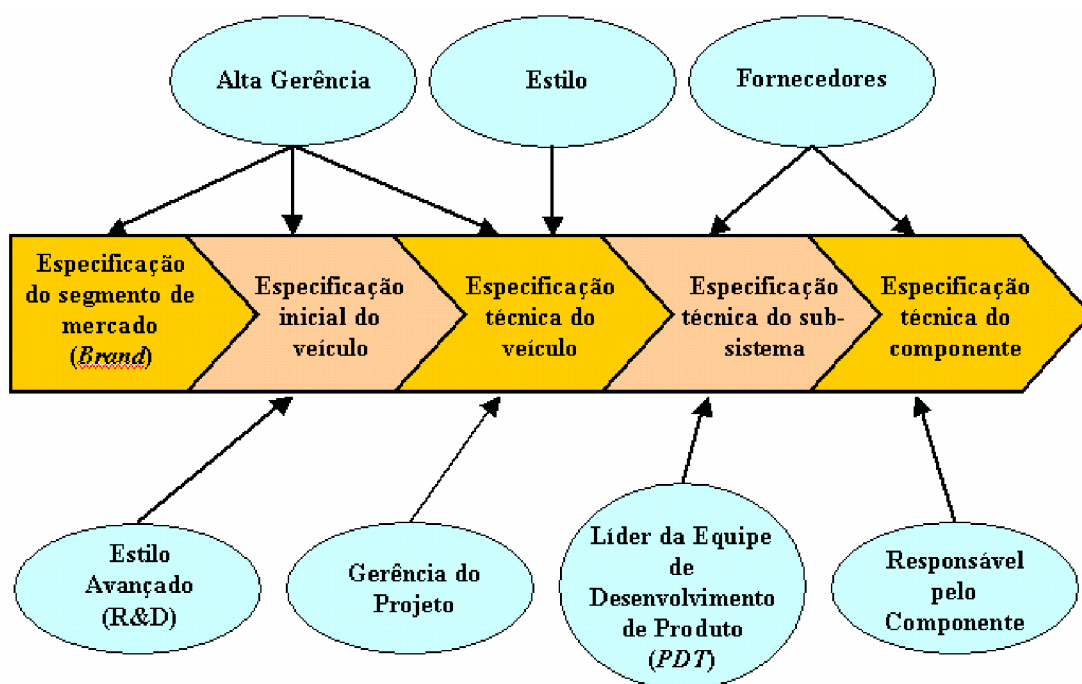 Alta Gerência
Estilo
Fornecedores
Especificação
do segmento de
mercado
(Brand)
Especificação
inicial do
veículo
Especificação
técnica do
veículo
Especificação
técnica do sub-
sistema
Especificação
técnica do
componente
Estilo
Avançado
(R&D)
Gerência do
Projeto
Líder da Equipe
de
Desenvolvimento
de Produto
(PDT)
Responsável
pelo
Componente